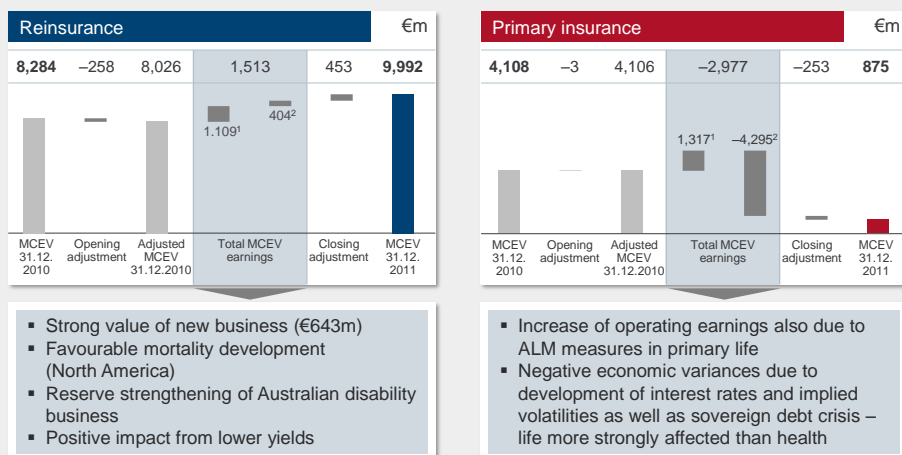 Reinsurance €m
8,284 –258 8,026 1,513 453 9,992
1.109¹ 404²
MCEV 31.12. 2010
Opening adjustment
Adjusted MCEV 31.12.2010
Total MCEV earnings
Closing adjustment
MCEV 31.12. 2011
▪ Strong value of new business (€643m)
▪ Favourable mortality development
(North America)
▪ Reserve strengthening of Australian disability
business
▪ Positive impact from lower yields
Primary insurance €m
4,108 –3 4,106 –2,977 –253 875
1,317¹ –4,295²
MCEV 31.12. 2010
Opening adjustment
Adjusted MCEV 31.12.2010
Total MCEV earnings
Closing adjustment
MCEV 31.12. 2011
▪ Increase of operating earnings also due to
ALM measures in primary life
▪ Negative economic variances due to
development of interest rates and implied
volatilities as well as sovereign debt crisis –
life more strongly affected than health